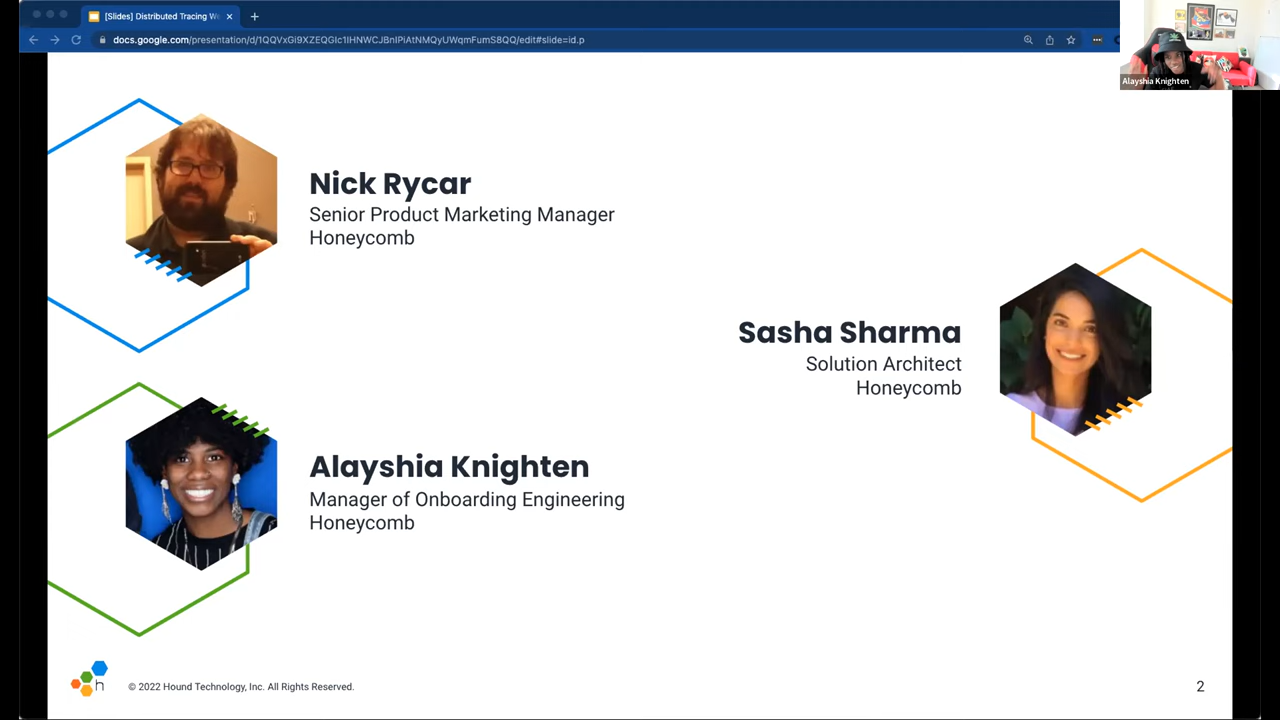 [Slides] Distributed Tracing We
docs.google.com/presentation/d/1QQVxGi9XZEQGIc1IHNWCJBnIPiAtNMQyUWqmFumS8QQ/edit#slide=id.p
Alayshia Knighten
Nick Rycar
Senior Product Marketing Manager
Honeycomb
Sasha Sharma
Solution Architect
Honeycomb
Alayshia Knighten
Manager of Onboarding Engineering
Honeycomb
h
© 2022 Hound Technology, Inc. All Rights Reserved.
2